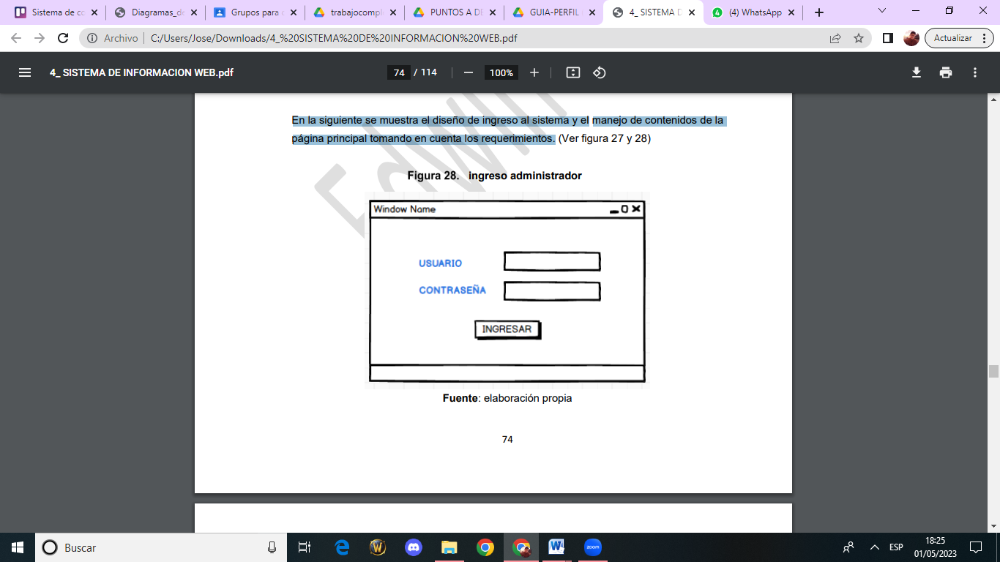 Sistema de co
Diagramas_de
Grupos para c
trabajocompl
PUNTOS A DE
GUIA-PERFIL
4_ SISTEMA D
(4) WhatsApp
Archivo
C:/Users/Jose/Downloads/4_%20SISTEMA%20DE%20INFORMACION%20WEB.pdf
Actualizar
4_ SISTEMA DE INFORMACION WEB.pdf
74 / 114
100%
En la siguiente se muestra el diseño de ingreso al sistema y el manejo de contenidos de la
página principal tomando en cuenta los requerimientos. (Ver figura 27 y 28)
Figura 28. ingreso administrador
Window Name
USUARIO
CONTRASEÑA
INGRESAR
Fuente: elaboración propia
74
Buscar
zoom
ESP
18:25
01/05/2023